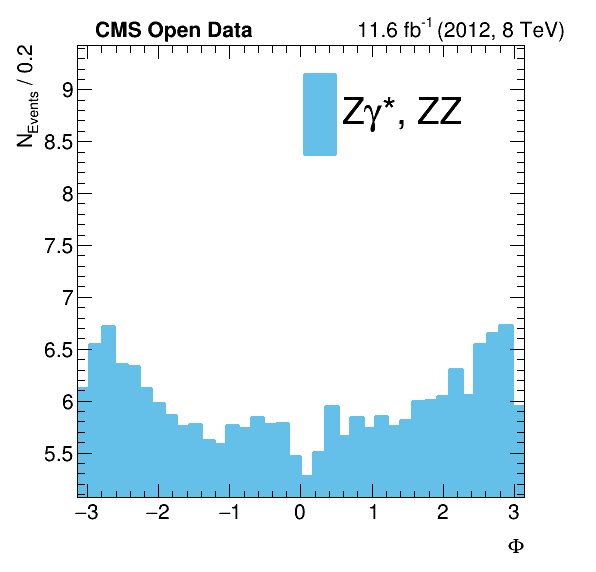 CMS Open Data 11.6 fb⁻¹ (2012, 8 TeV)
N_Events / 0.2
Zγ*, ZZ
9
8.5
8
7.5
7
6.5
6
5.5
−3 −2 −1 0 1 2 3
Φ